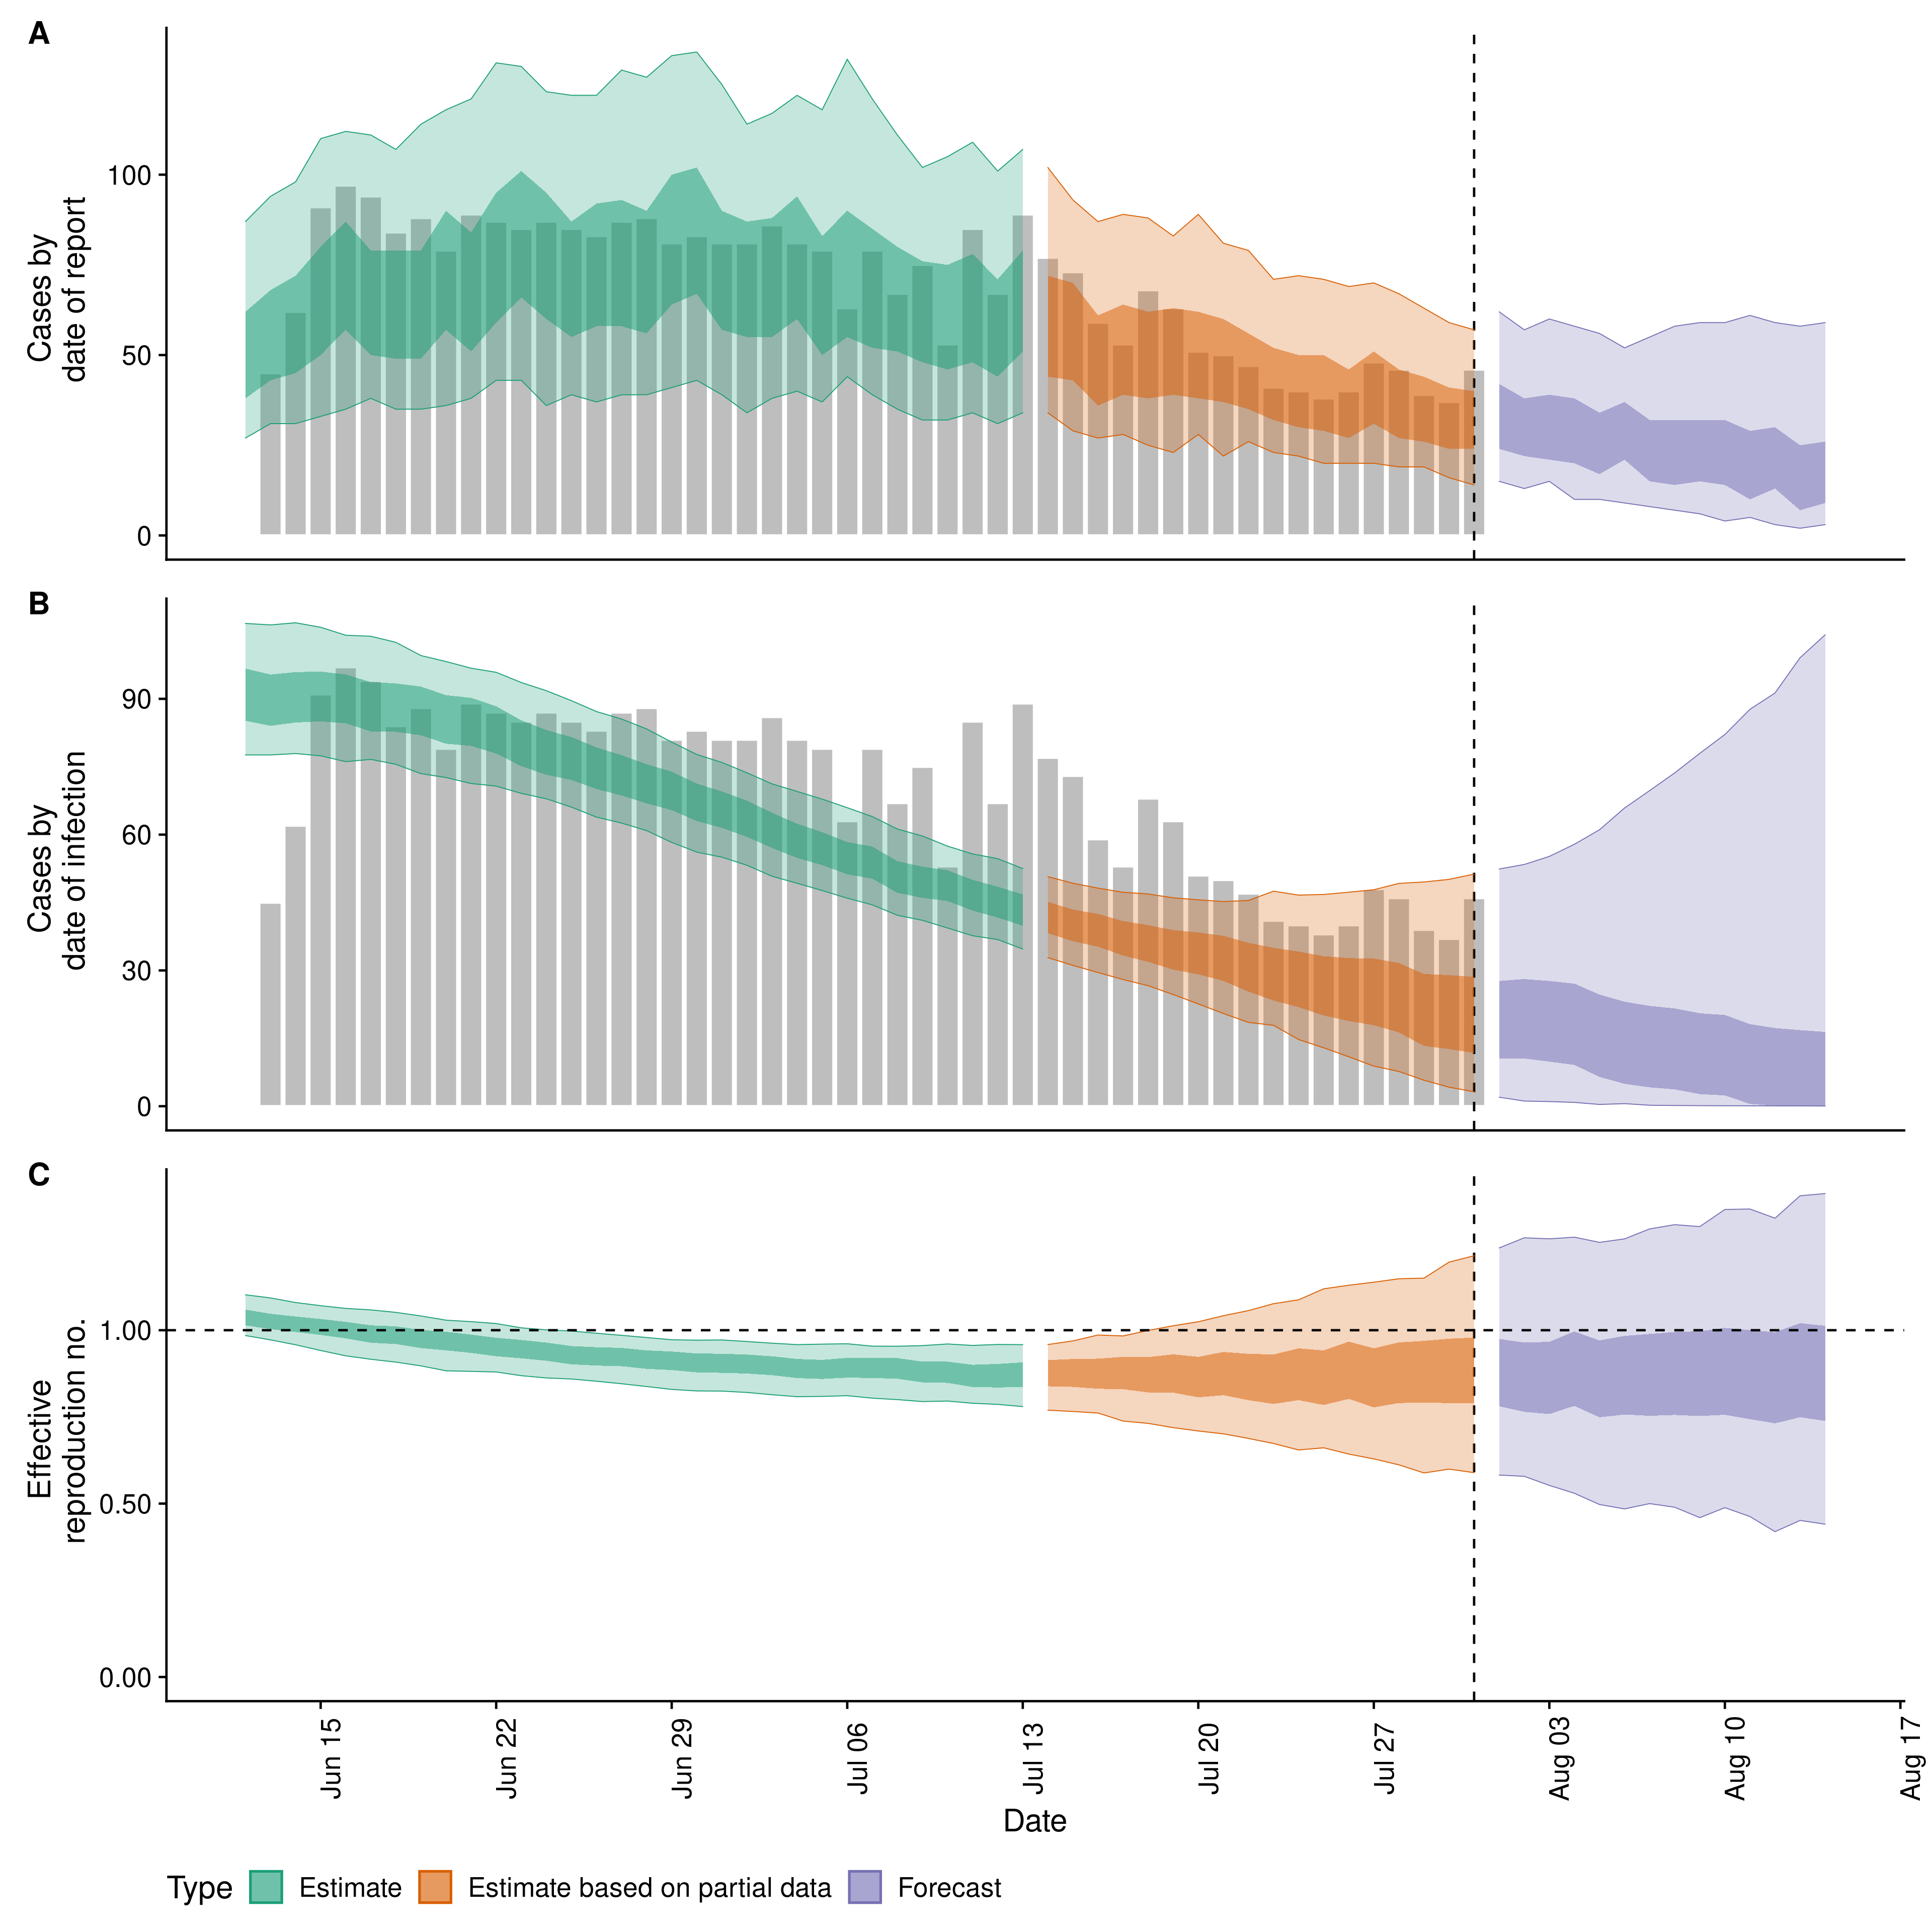 A
Cases by
date of report
100
50
0
B
Cases by
date of infection
90
60
30
0
C
Effective
reproduction no.
1.00
0.50
0.00
Jun 15
Jun 22
Jun 29
Jul 06
Jul 13
Jul 20
Jul 27
Aug 03
Aug 10
Aug 17
Date
Type Estimate Estimate based on partial data Forecast